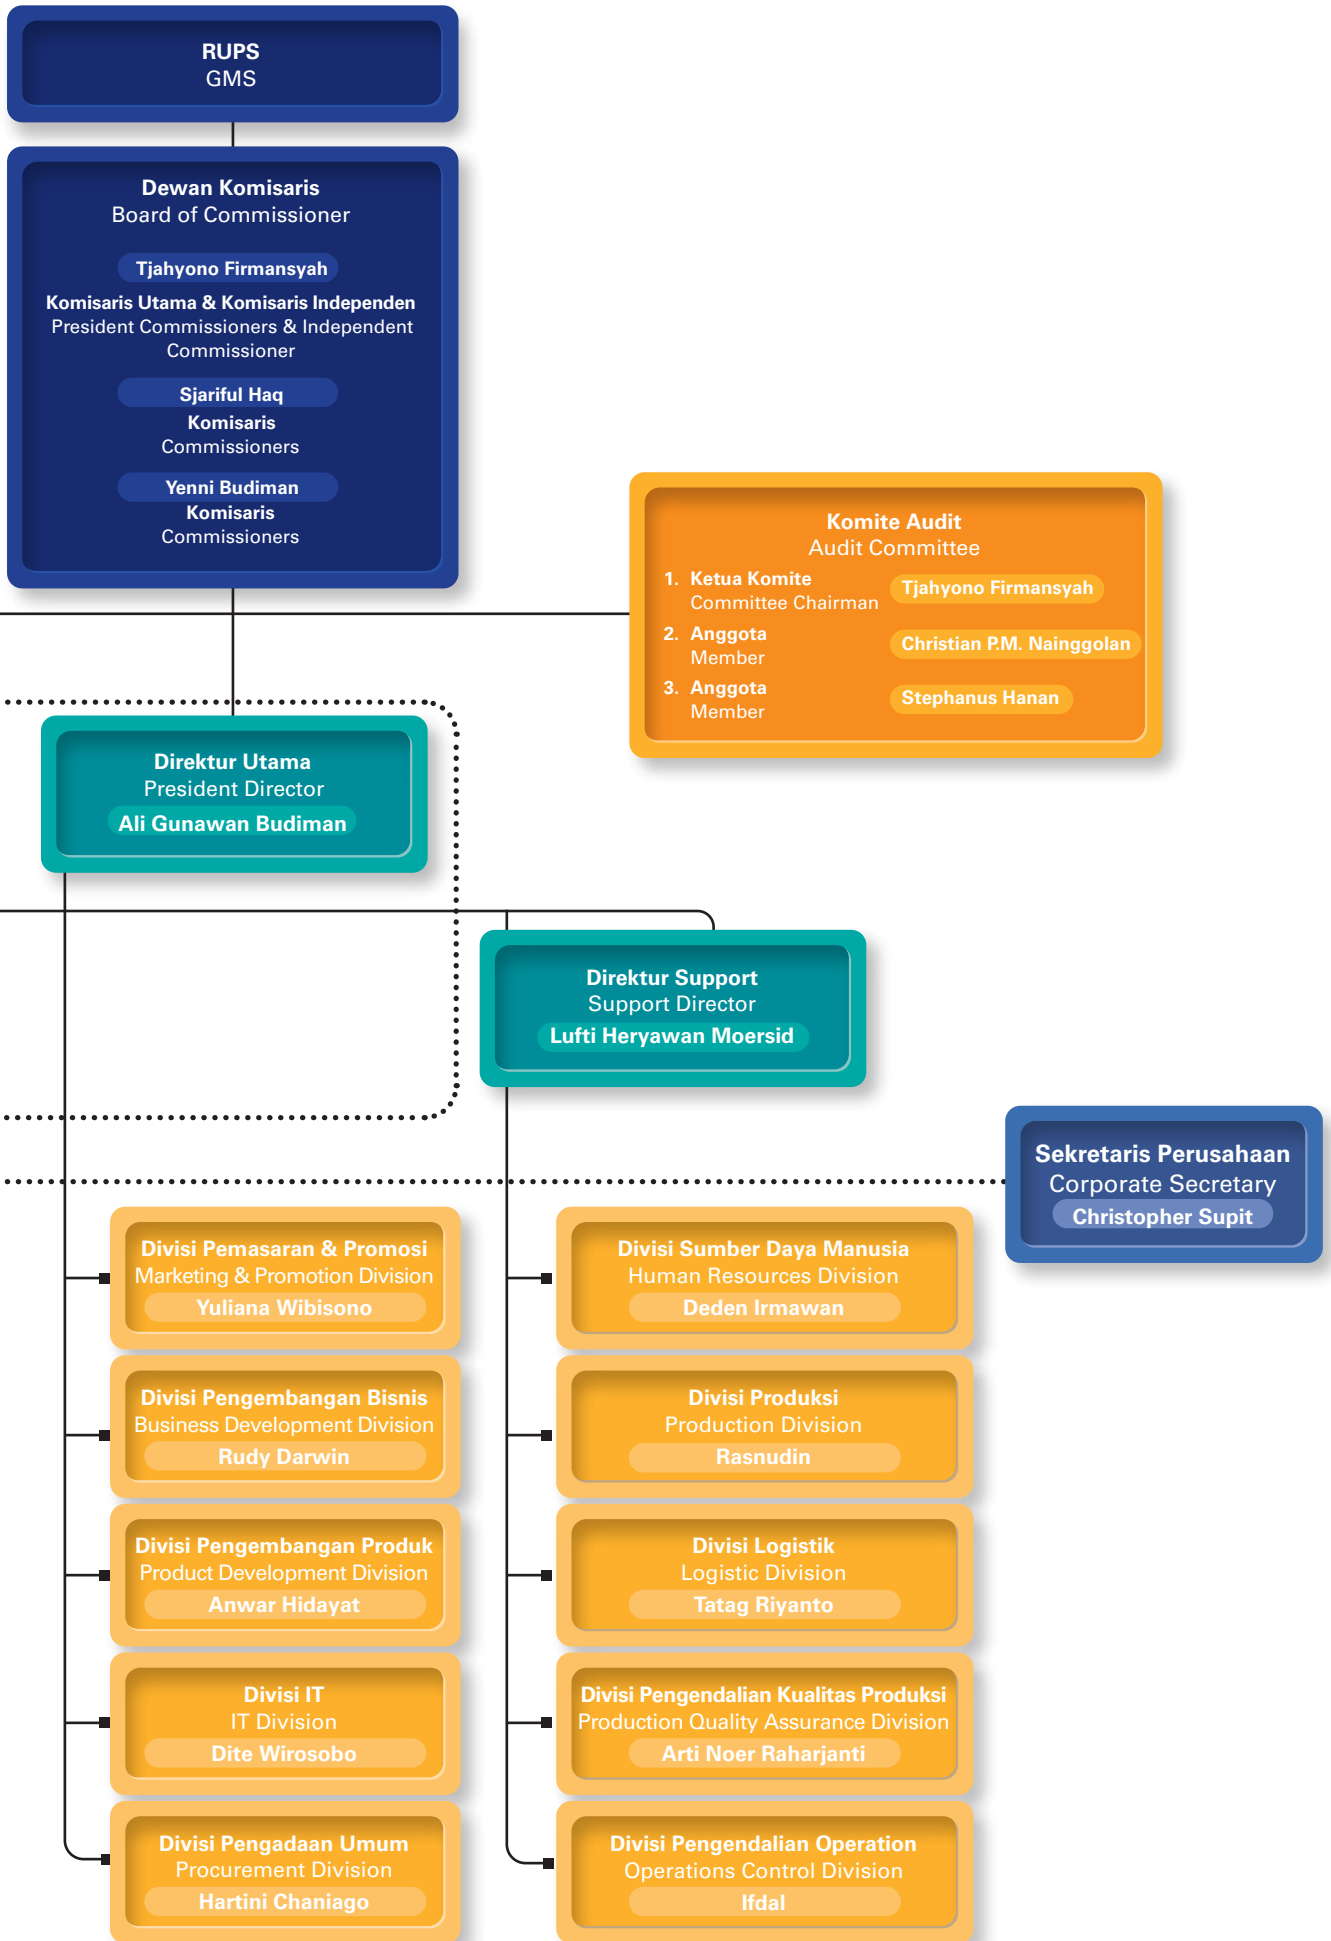 RUPS
GMS
Dewan Komisaris
Board of Commissioner
Tjahyono Firmansyah
Komisaris Utama & Komisaris Independen
President Commissioners & Independent
Commissioner
Sjariful Haq
Komisaris
Commissioners
Yenni Budiman
Komisaris
Commissioners
Komite Audit
Audit Committee
1. Ketua Komite
Committee Chairman
Tjahyono Firmansyah
2. Anggota
Member
Christian P.M. Nainggolan
3. Anggota
Member
Stephanus Hanan
Direktur Utama
President Director
Ali Gunawan Budiman
Direktur Support
Support Director
Lufti Heryawan Moersid
Sekretaris Perusahaan
Corporate Secretary
Christopher Supit
Divisi Pemasaran & Promosi
Marketing & Promotion Division
Yuliana Wibisono
Divisi Pengembangan Bisnis
Business Development Division
Rudy Darwin
Divisi Pengembangan Produk
Product Development Division
Anwar Hidayat
Divisi IT
IT Division
Dite Wirosobo
Divisi Pengadaan Umum
Procurement Division
Hartini Chaniago
Divisi Sumber Daya Manusia
Human Resources Division
Deden Irmawan
Divisi Produksi
Production Division
Rasnudin
Divisi Logistik
Logistic Division
Tatag Riyanto
Divisi Pengendalian Kualitas Produksi
Production Quality Assurance Division
Arti Noer Raharjanti
Divisi Pengendalian Operation
Operations Control Division
Ifdal